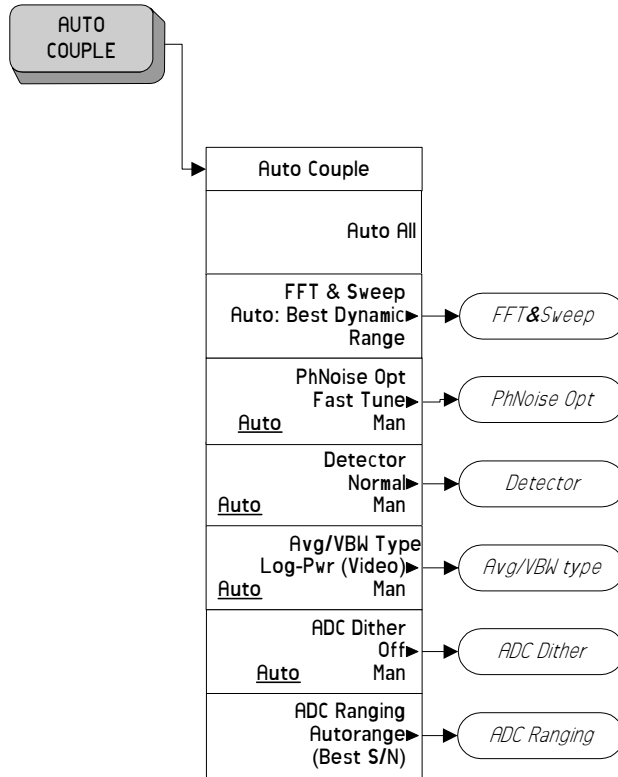 AUTO
COUPLE
Auto Couple
Auto All
FFT & Sweep
Auto: Best Dynamic
Range
FFT&Sweep
PhNoise Opt
Fast Tune
Auto Man
PhNoise Opt
Detector
Normal
Auto Man
Detector
Avg/VBW Type
Log-Pwr (Video)
Auto Man
Avg/VBW type
ADC Dither
Off
Auto Man
ADC Dither
ADC Ranging
Autorange
(Best S/N)
ADC Ranging